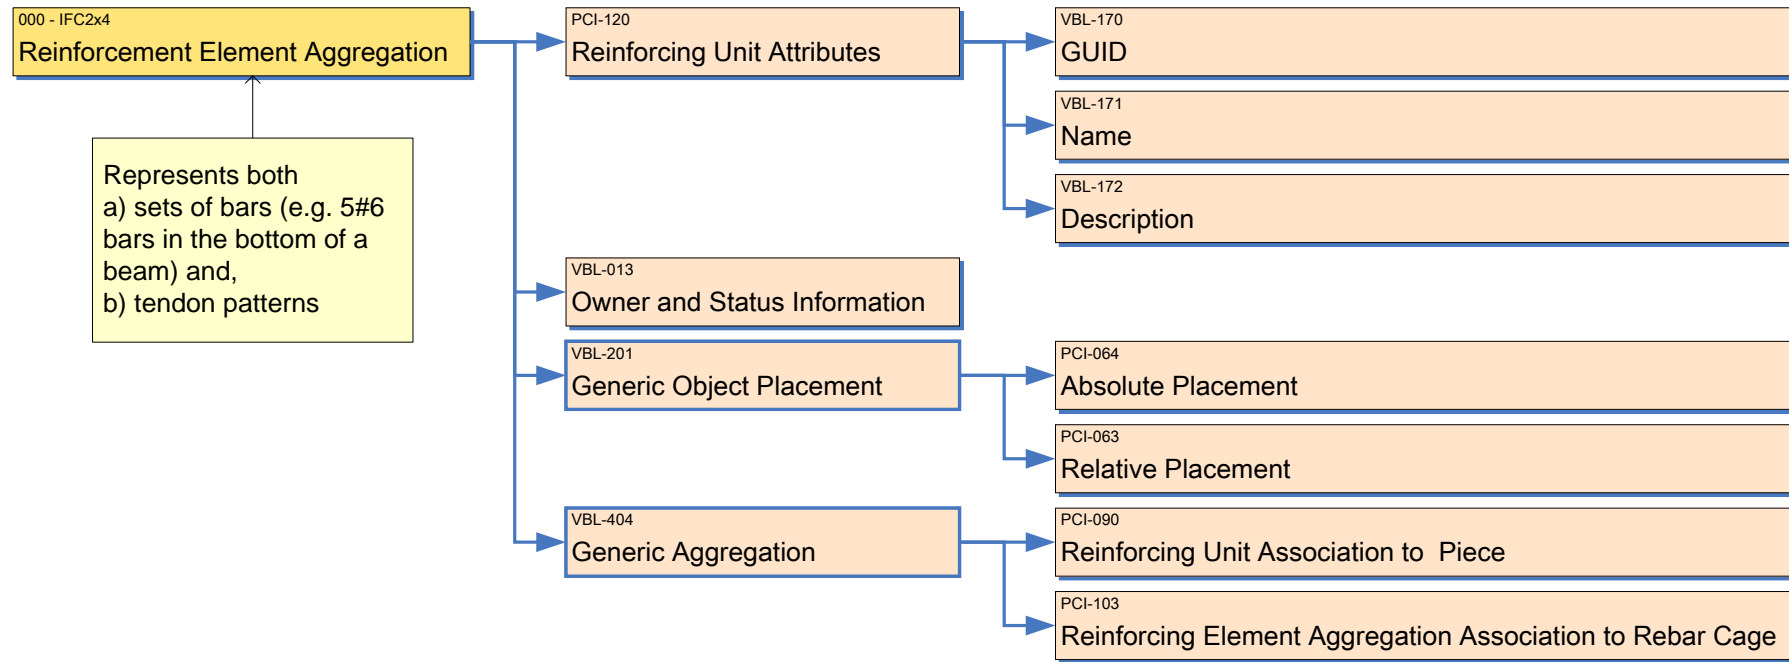 000 - IFC2x4
Reinforcement Element Aggregation
Represents both
a) sets of bars (e.g. 5#6
bars in the bottom of a
beam) and,
b) tendon patterns
PCI-120
Reinforcing Unit Attributes
VBL-170
GUID
VBL-171
Name
VBL-172
Description
VBL-013
Owner and Status Information
VBL-201
Generic Object Placement
PCI-064
Absolute Placement
PCI-063
Relative Placement
VBL-404
Generic Aggregation
PCI-090
Reinforcing Unit Association to  Piece
PCI-103
Reinforcing Element Aggregation Association to Rebar Cage